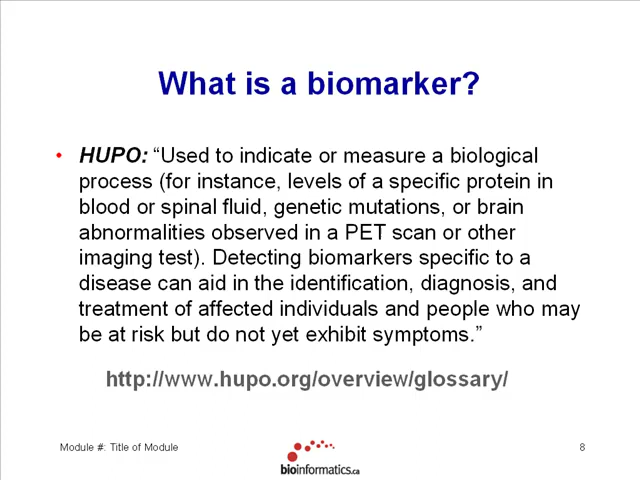 What is a biomarker?
• HUPO: “Used to indicate or measure a biological
process (for instance, levels of a specific protein in
blood or spinal fluid, genetic mutations, or brain
abnormalities observed in a PET scan or other
imaging test). Detecting biomarkers specific to a
disease can aid in the identification, diagnosis, and
treatment of affected individuals and people who may
be at risk but do not yet exhibit symptoms.”
http://www.hupo.org/overview/glossary/
Module #: Title of Module
8
bioinformatics.ca